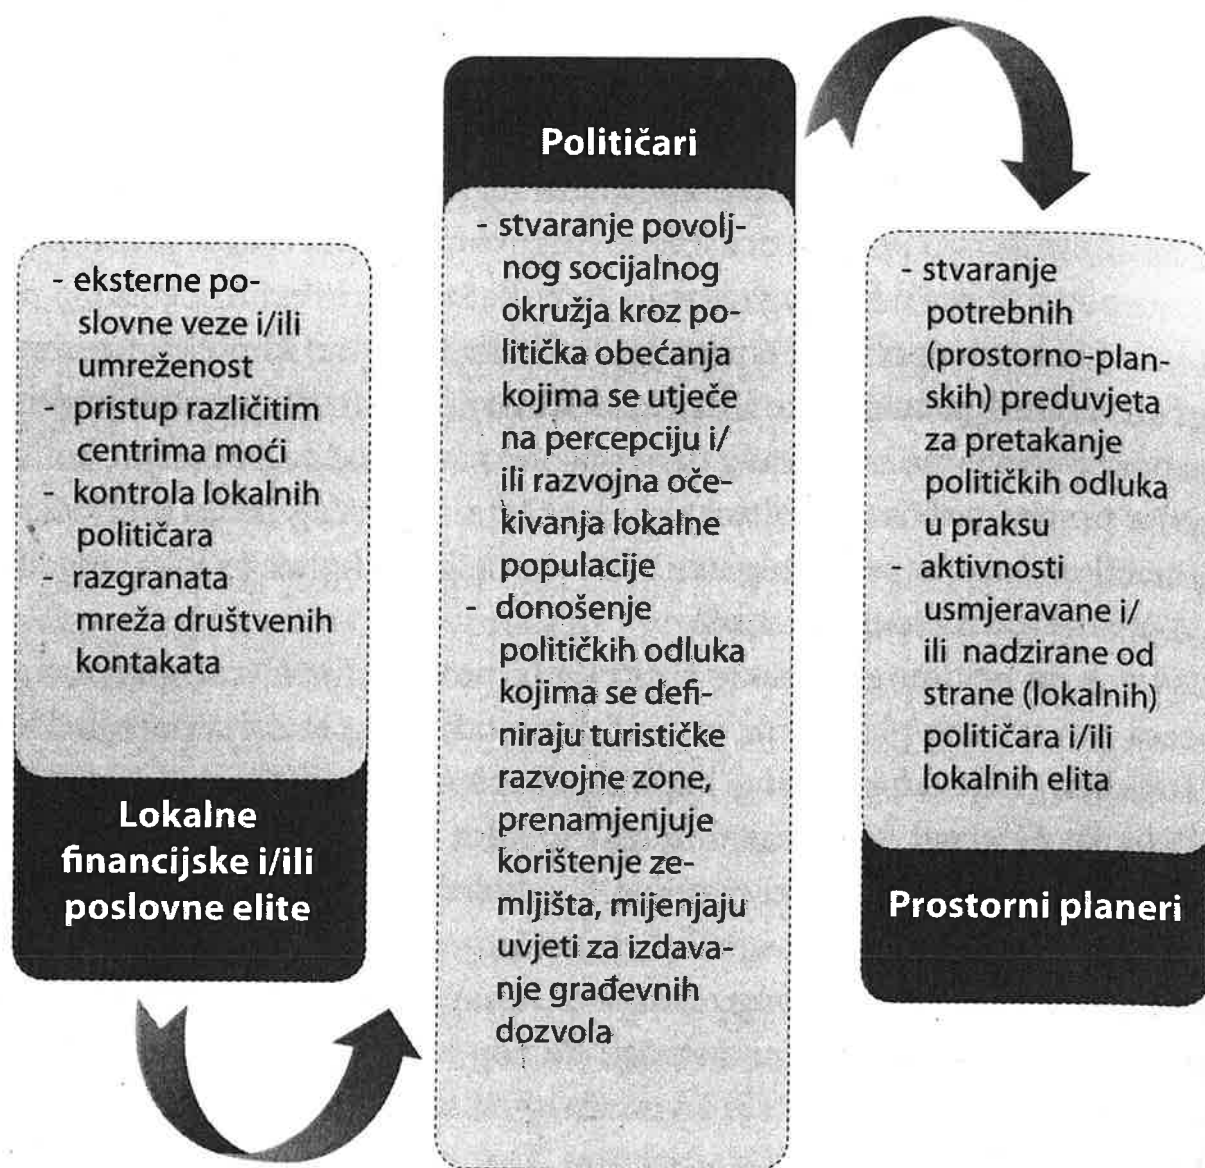 - eksterne po-
slovne veze i/ili
umreženost
- pristup različitim
centrima moći
- kontrola lokalnih
političara
- razgranata
mreža društvenih
kontakata
Lokalne
financijske i/ili
poslovne elite
Političari
- stvaranje povolj-
nog socijalnog
okružja kroz po-
litička obećanja
kojima se utječe
na percepciju i/
ili razvojna oče-
kivanja lokalne
populacije
- donošenje
političkih odluka
kojima se defi-
niraju turističke
razvojne zone,
prenamjenjuje
korištenje ze-
mljišta, mijenjaju
uvjeti za izdava-
nje građevnih
dozvola
- stvaranje
potrebnih
(prostorno-plan-
skih) preduvjeta
za pretakanje
političkih odluka
u praksu
- aktivnosti
usmjeravane i/
ili nadzirane od
strane (lokalnih)
političara i/ili
lokalnih elita
Prostorni planeri